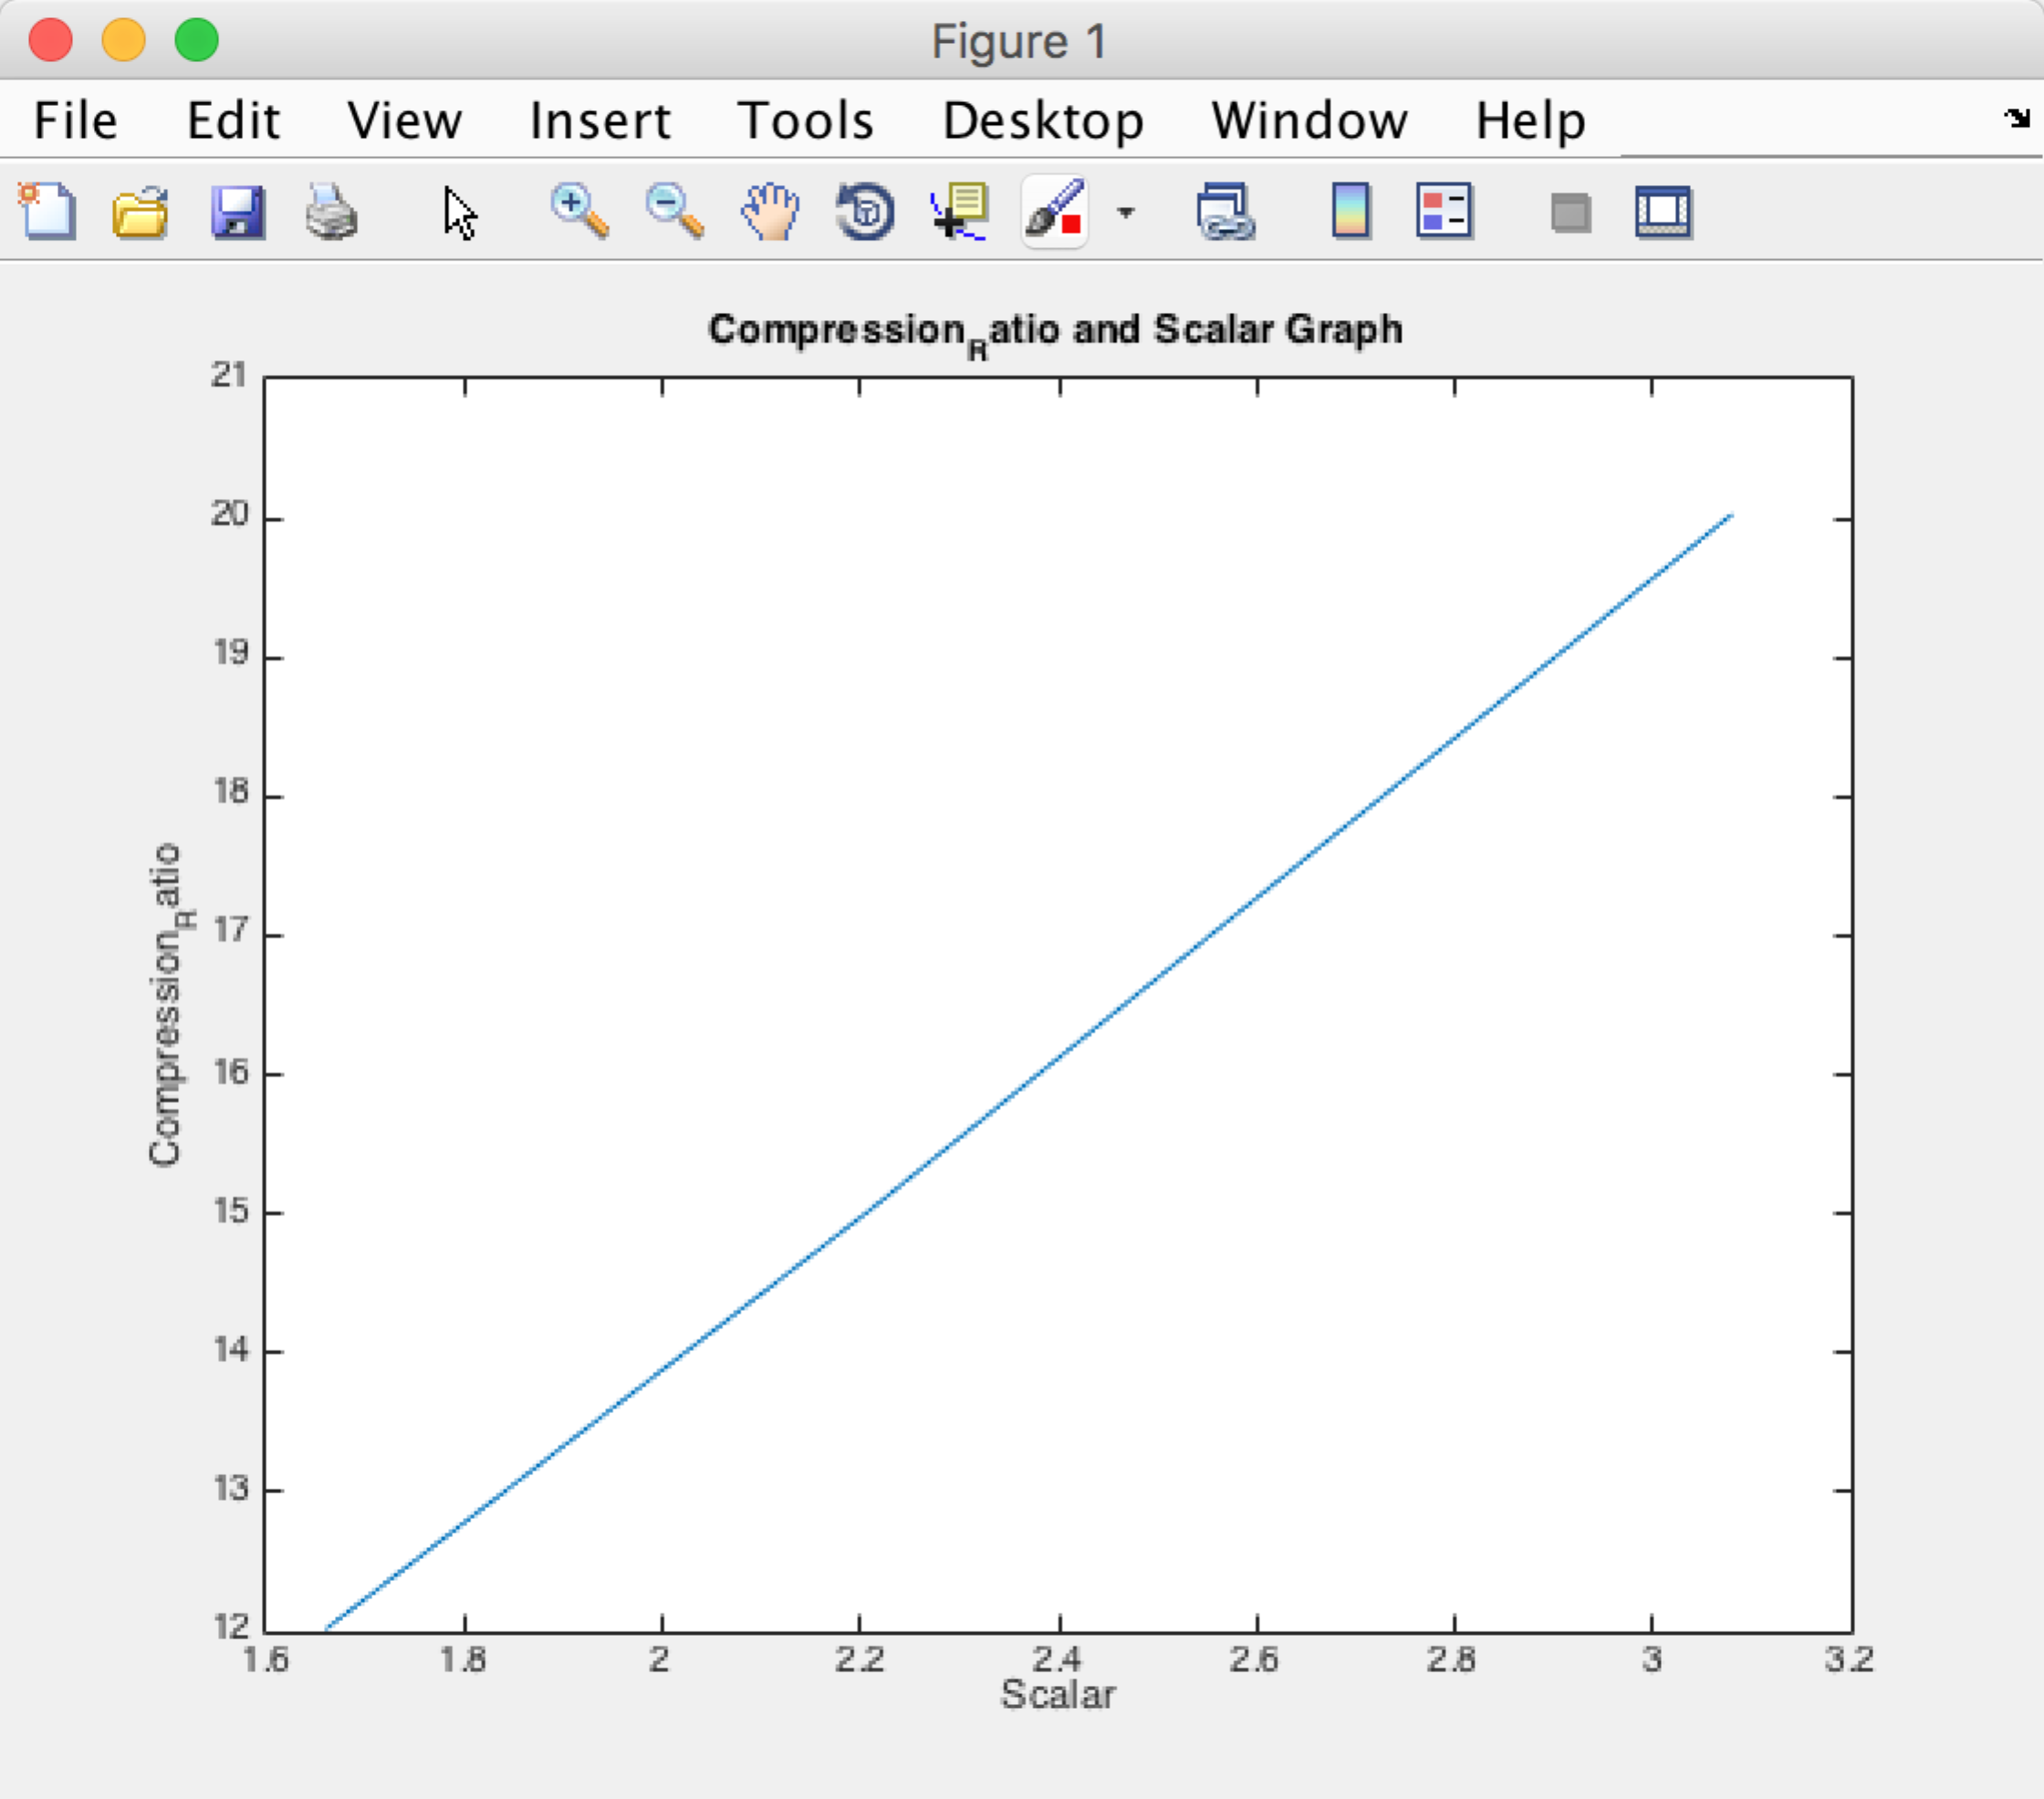 Figure 1
File Edit View Insert Tools Desktop Window Help
Compression_Ratio and Scalar Graph
21
20
19
18
17
16
15
14
13
12
Compression_Ratio
1.6 1.8 2 2.2 2.4 2.6 2.8 3 3.2
Scalar